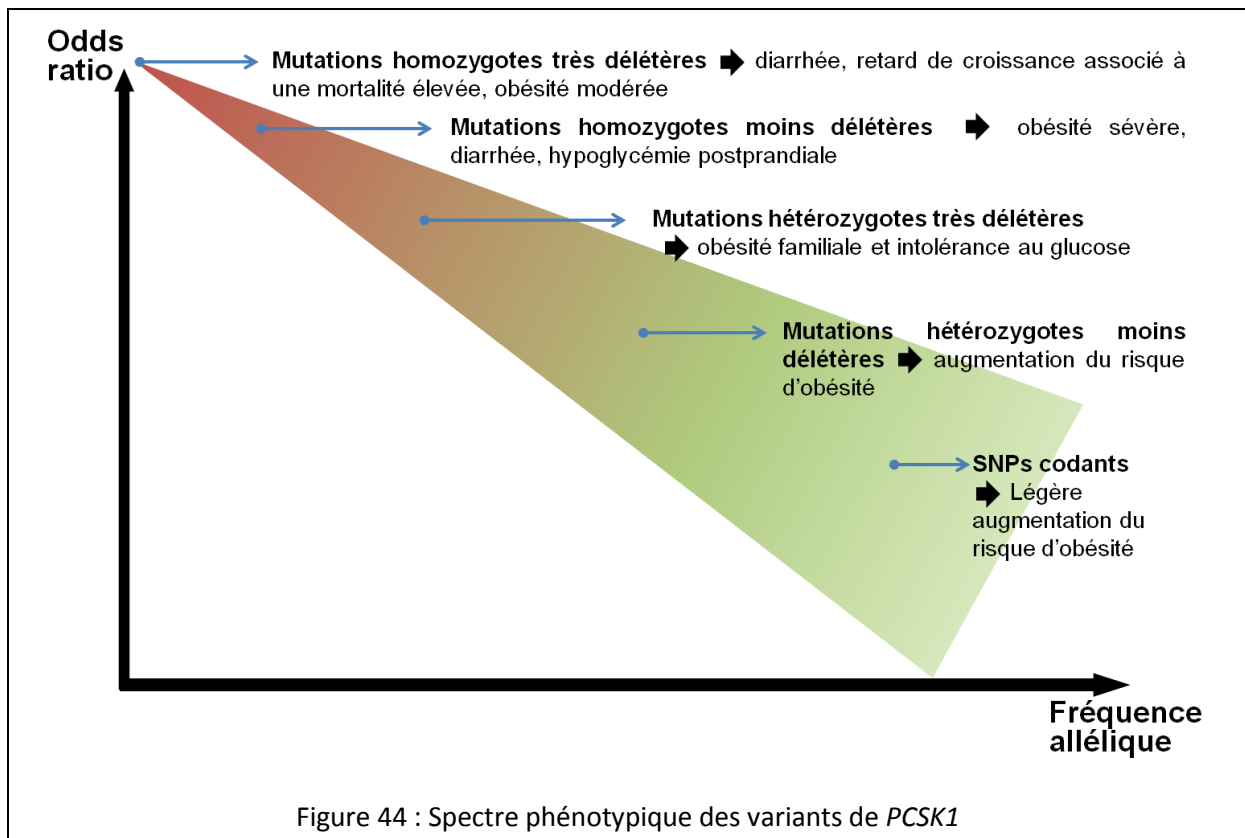 Odds
ratio
Mutations homozygotes très délétères ➡ diarrhée, retard de croissance associé à
une mortalité élevée, obésité modérée
Mutations homozygotes moins délétères ➡ obésité sévère,
diarrhée, hypoglycémie postprandiale
Mutations hétérozygotes très délétères
➡ obésité familiale et intolérance au glucose
Mutations hétérozygotes moins
délétères ➡ augmentation du risque
d'obésité
SNPs codants
➡ Légère
augmentation du
risque d'obésité
Fréquence
allélique
Figure 44 : Spectre phénotypique des variants de PCSK1